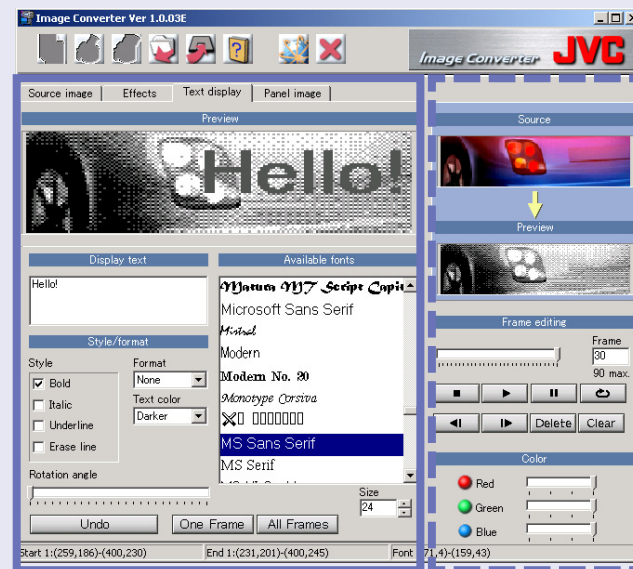 Image Converter Ver 1.0.03E
Image Converter JVC
Source image Effects Text display Panel image
Preview
Hello!
Source
Preview
Display text
Hello!
Available fonts
Matura MT Script Capit
Microsoft Sans Serif
Mistral
Modern
Modern No. 20
Monotype Corsiva
MS Sans Serif
MS Serif
Style/format
Style
Bold
Italic
Underline
Erase line
Format
None
Text color
Darker
Rotation angle
Size
24
Undo One Frame All Frames
Frame editing
Frame
30
90 max.
Delete Clear
Color
Red
Green
Blue
Start 1:(259,186)-(400,230) End 1:(231,201)-(400,245) Font 71,4)-(159,43)